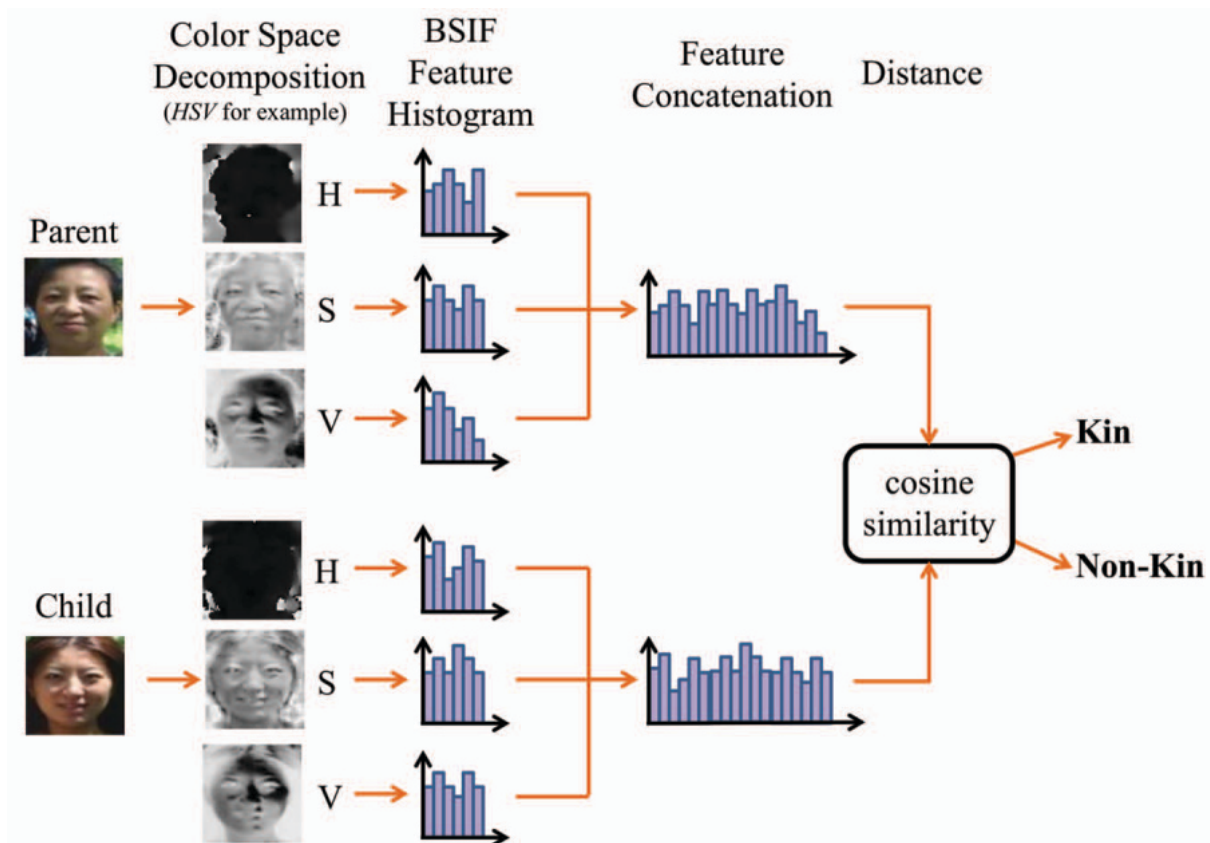 Color Space
Decomposition
(HSV for example)
BSIF
Feature
Histogram
Feature
Concatenation
Distance
Parent
H
S
V
Child
H
S
V
cosine
similarity
Kin
Non-Kin